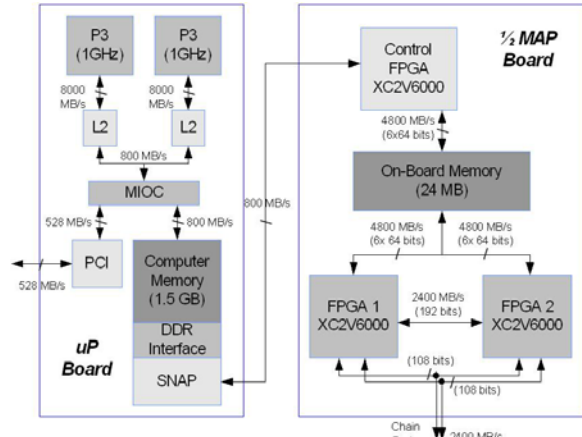 P3
(1GHz)
P3
(1GHz)
8000
MB/s
8000
MB/s
L2
L2
800 MB/s
MIOC
528 MB/s
800 MB/s
PCI
528 MB/s
Computer
Memory
(1.5 GB)
DDR
Interface
SNAP
uP
Board
800 MB/s
½ MAP
Board
Control
FPGA
XC2V6000
4800 MB/s
(6x64 bits)
On-Board Memory
(24 MB)
4800 MB/s
(6x 64 bits)
4800 MB/s
(6x 64 bits)
FPGA 1
XC2V6000
2400 MB/s
(192 bits)
FPGA 2
XC2V6000
(108 bits)
(108 bits)
Chain
2400 MB/s